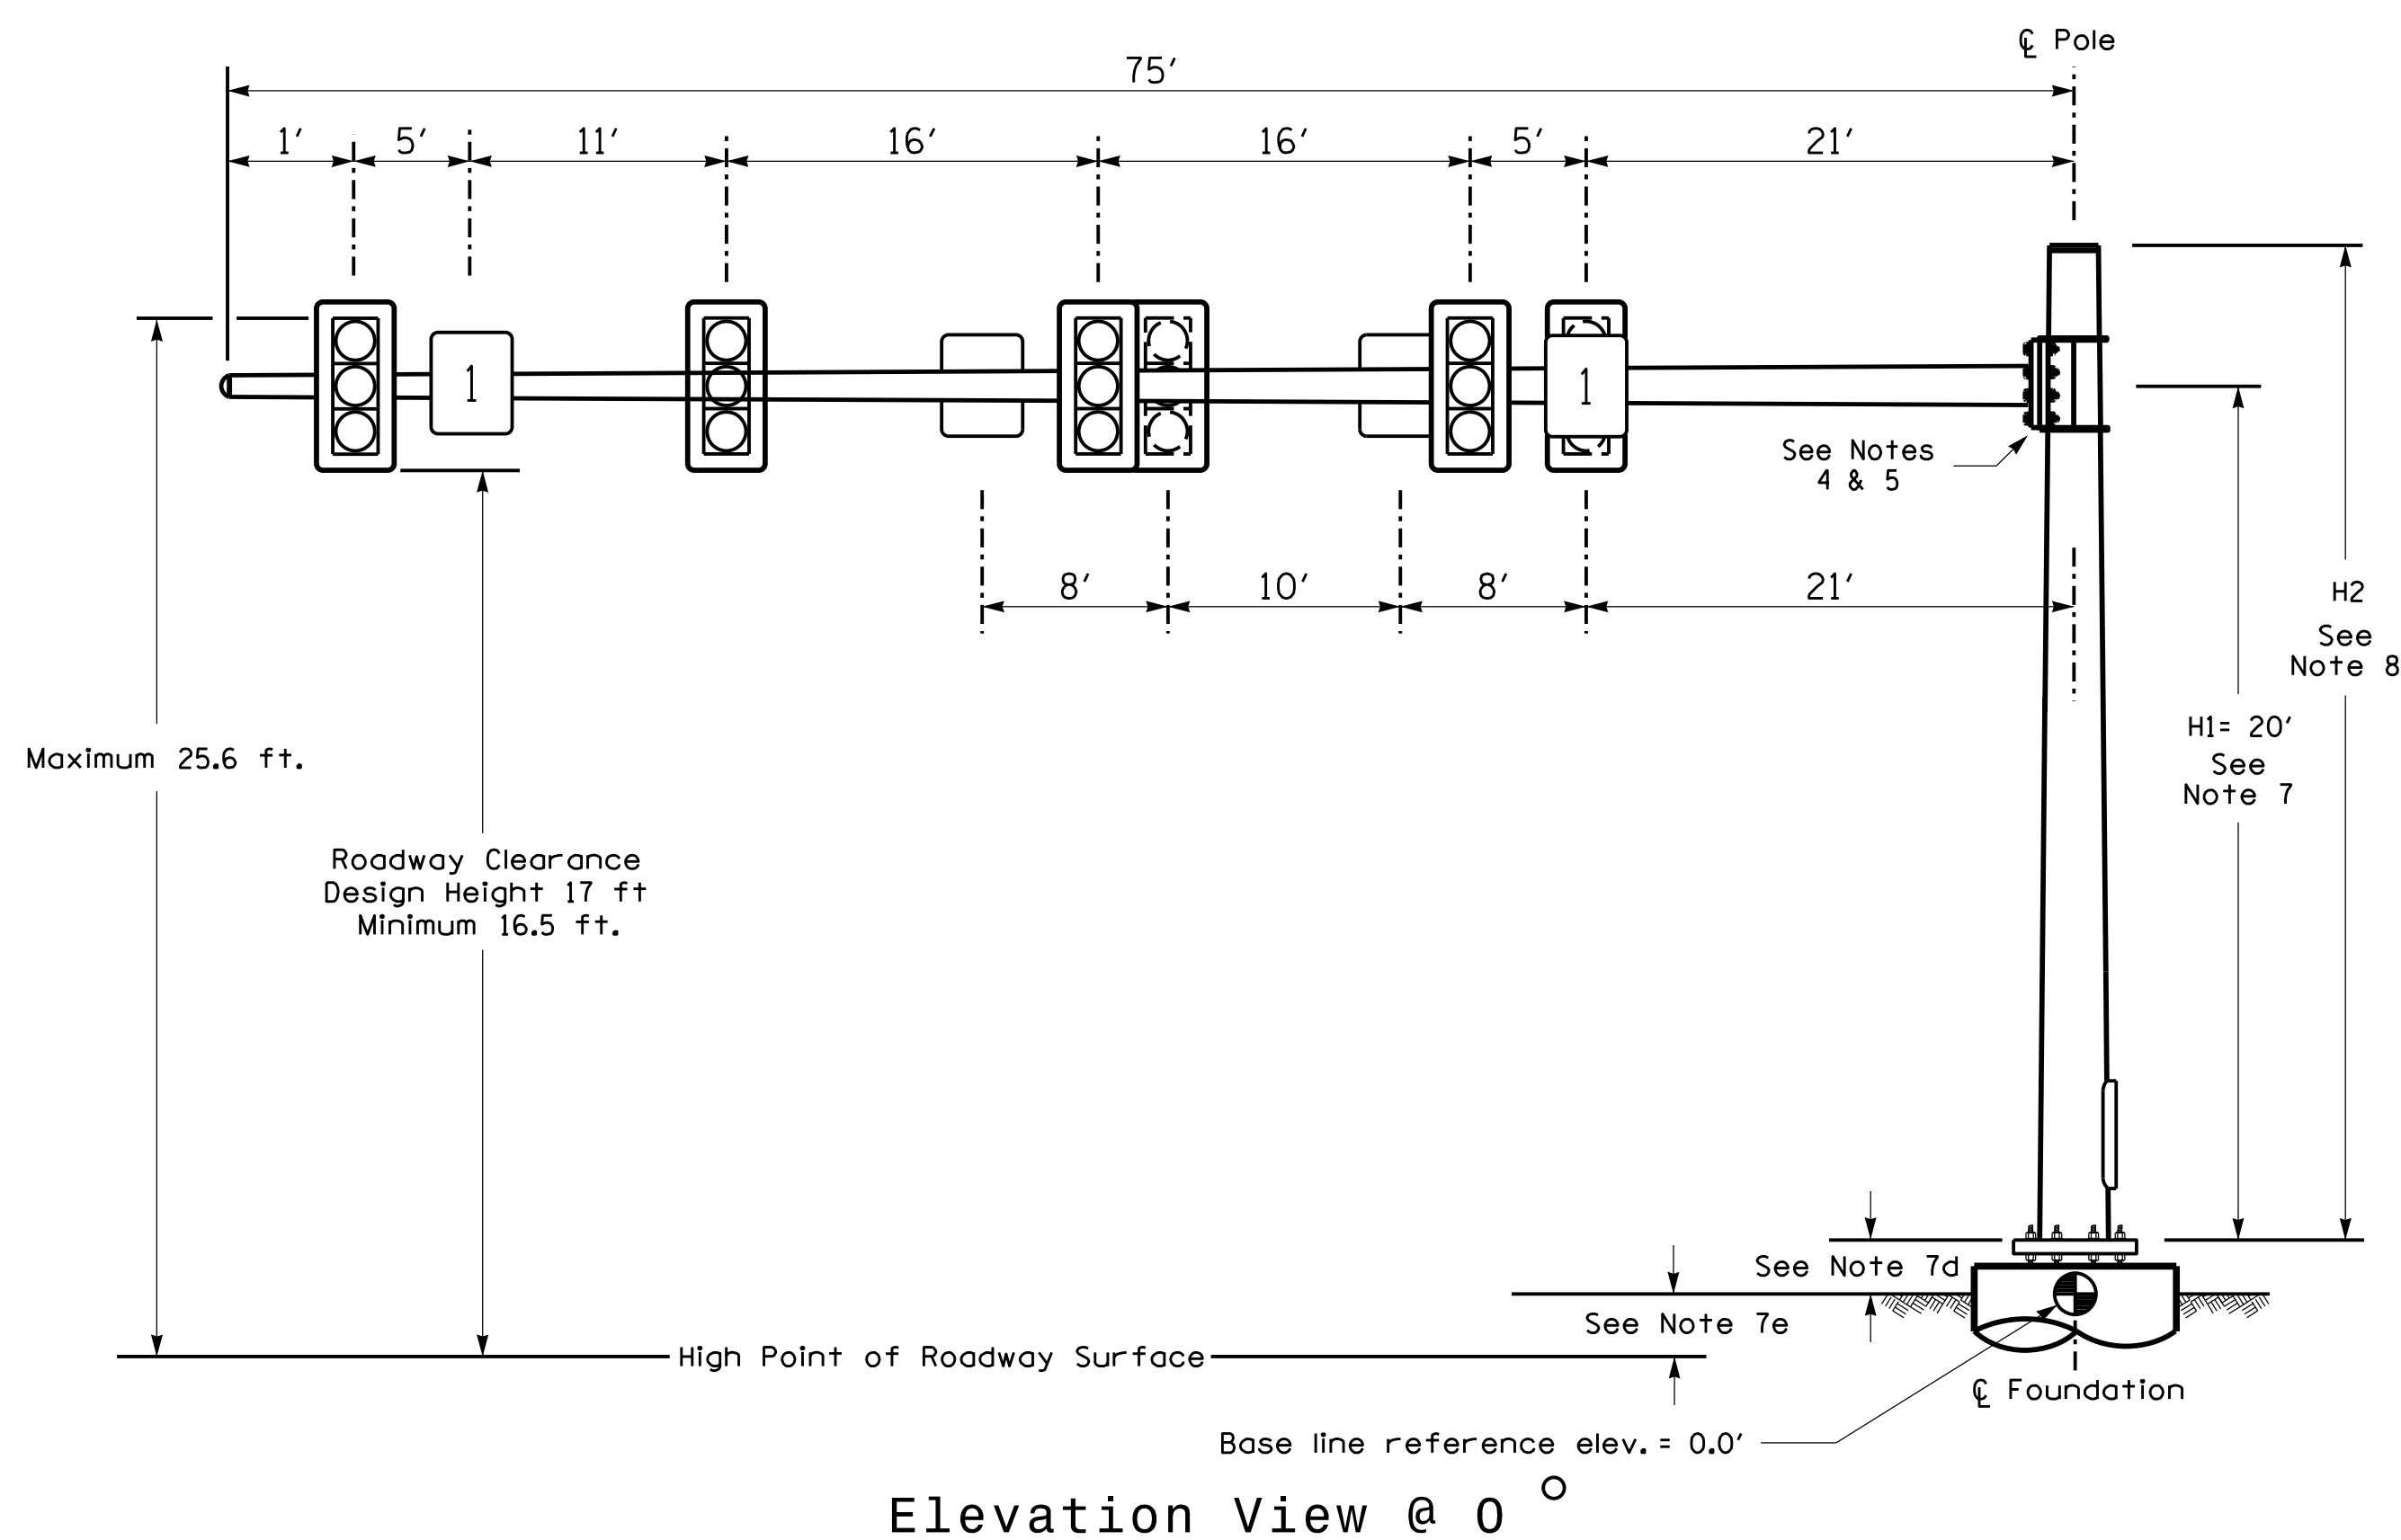 ℄ Pole
75'
1' 5' 11' 16' 16' 5' 21'
1
1
See Notes
4 & 5
8' 10' 8' 21'
H2
See
Note 8
H1= 20'
See
Note 7
Maximum 25.6 ft.
Roadway Clearance
Design Height 17 ft
Minimum 16.5 ft.
See Note 7d
See Note 7e
High Point of Roadway Surface
℄ Foundation
Base line reference elev. = 0.0'
Elevation View @ 0°